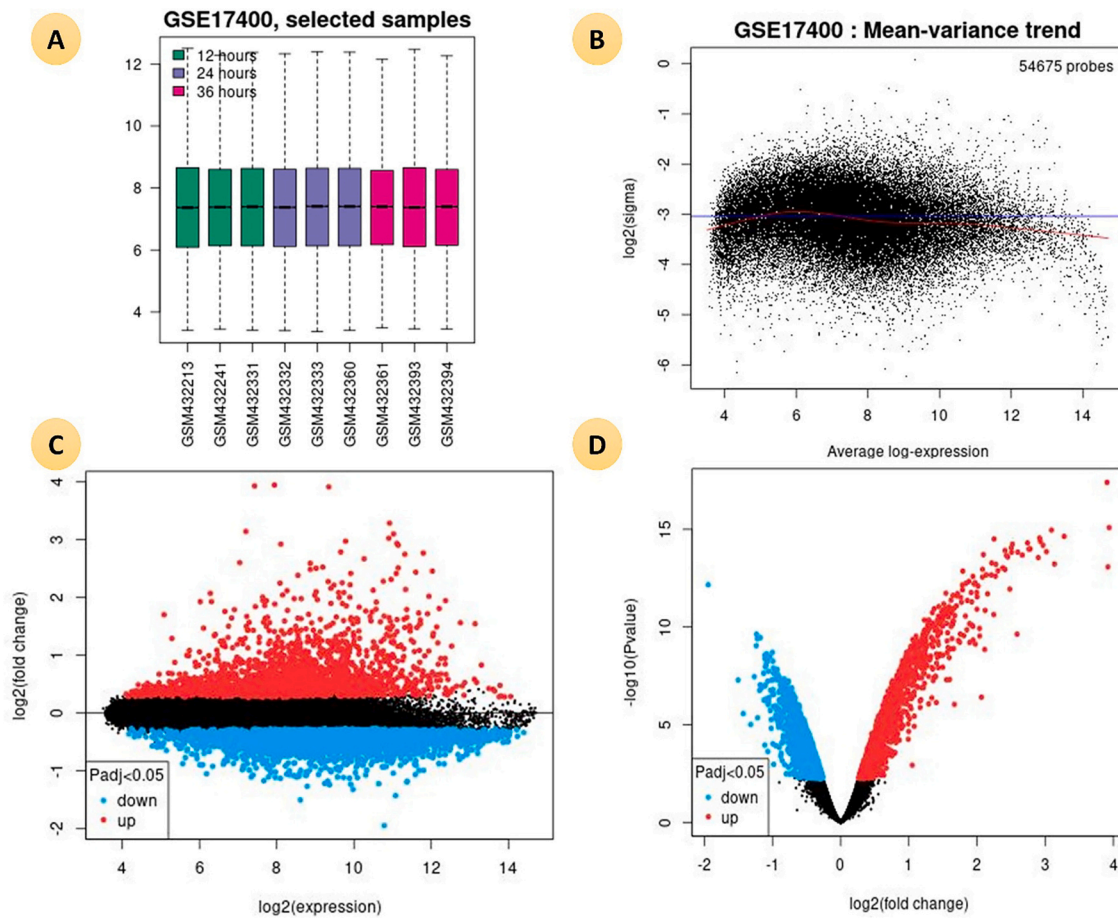 A
GSE17400, selected samples
12 hours
24 hours
36 hours
12
10
8
6
4
GSM432213
GSM432241
GSM432331
GSM432332
GSM432333
GSM432360
GSM432361
GSM432393
GSM432394
B
GSE17400 : Mean-variance trend
54675 probes
log2(sigma)
0
-1
-2
-3
-4
-5
-6
4 6 8 10 12 14
Average log-expression
C
log2(fold change)
4
3
2
1
0
-1
-2
Padj<0.05
down
up
4 6 8 10 12 14
log2(expression)
D
-log10(Pvalue)
15
10
5
0
Padj<0.05
down
up
-2 -1 0 1 2 3 4
log2(fold change)